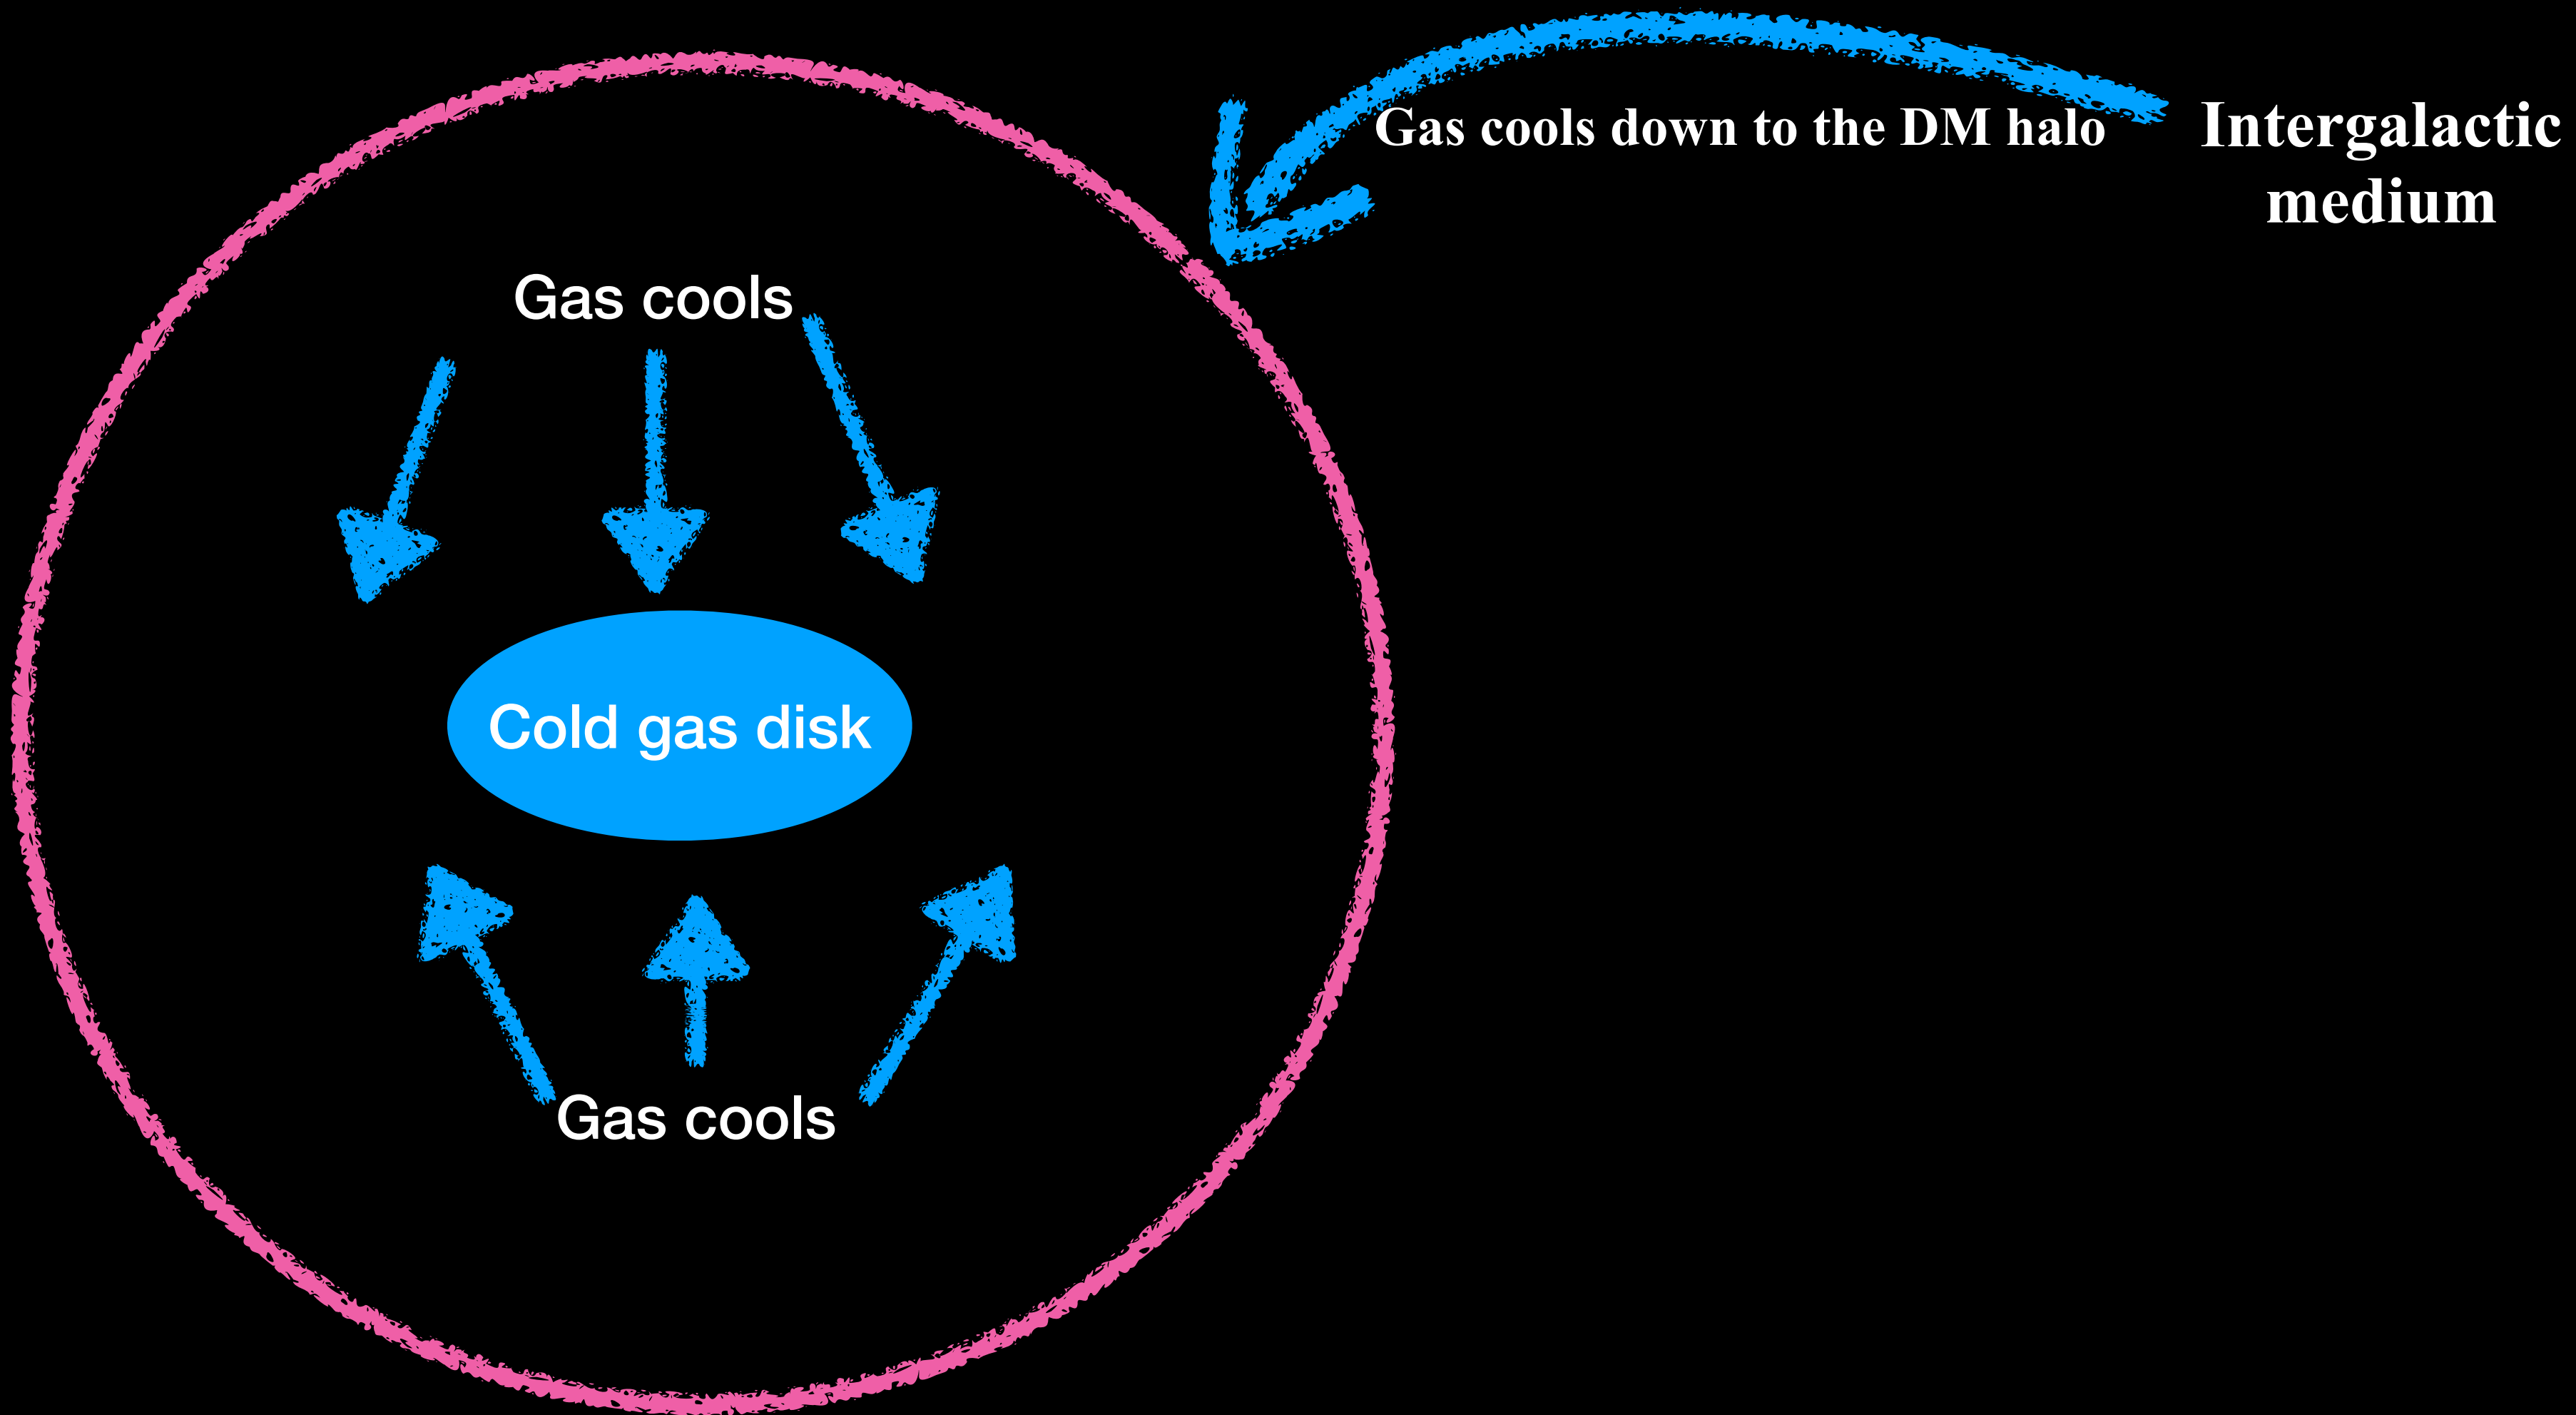 Gas cools down to the DM halo
Intergalactic
medium
Gas cools
Cold gas disk
Gas cools